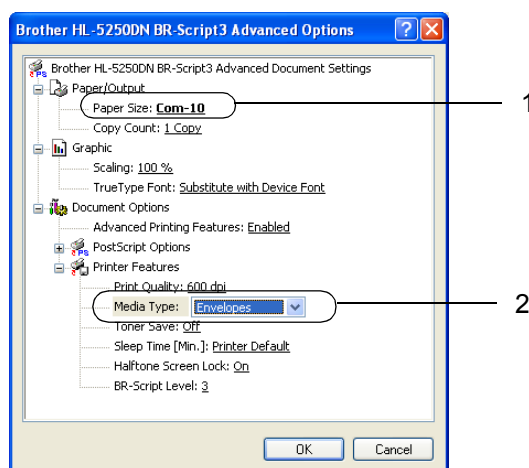 Brother HL-5250DN BR-Script3 Advanced Options
Brother HL-5250DN BR-Script3 Advanced Document Settings
Paper/Output
Paper Size: Com-10
1
Copy Count: 1 Copy
Graphic
Scaling: 100 %
TrueType Font: Substitute with Device Font
Document Options
Advanced Printing Features: Enabled
PostScript Options
Printer Features
Print Quality: 600 dpi
Media Type: Envelopes
2
Toner Save: Off
Sleep Time [Min.]: Printer Default
Halftone Screen Lock: On
BR-Script Level: 3
OK Cancel